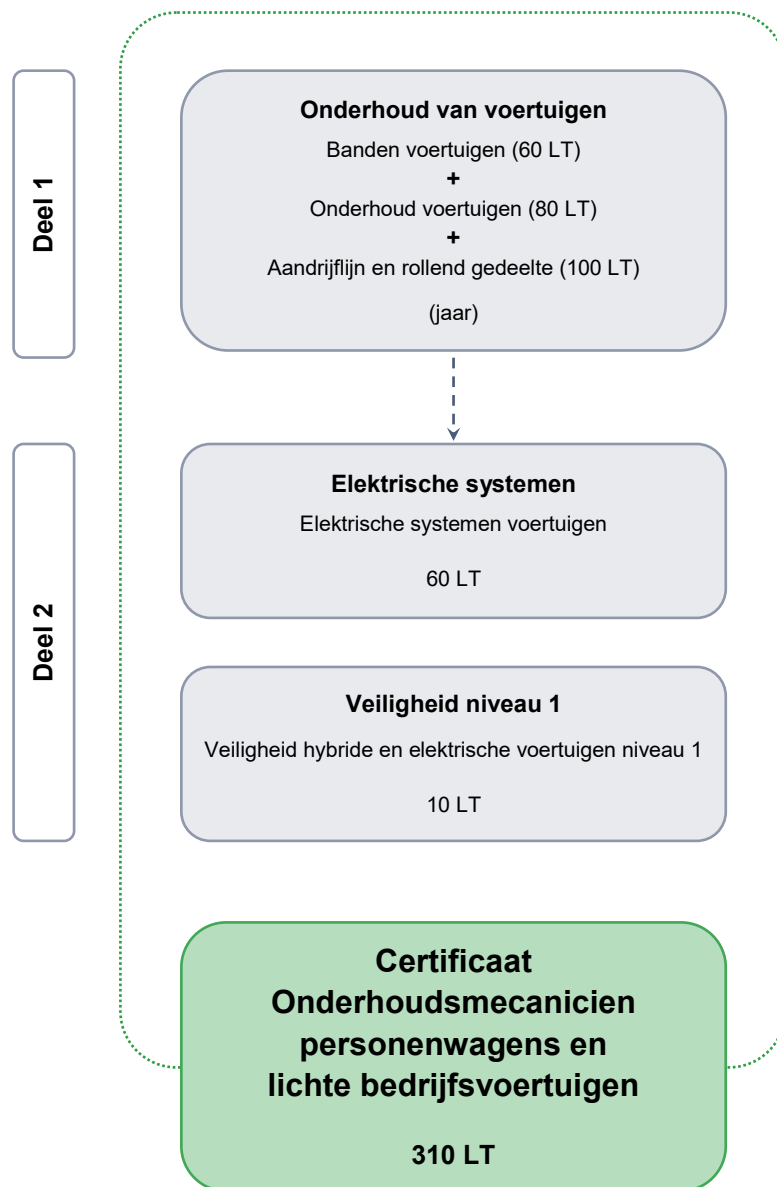 Deel 1
Onderhoud van voertuigen
Banden voertuigen (60 LT)
+
Onderhoud voertuigen (80 LT)
+
Aandrijflijn en rollend gedeelte (100 LT)
(jaar)
Deel 2
Elektrische systemen
Elektrische systemen voertuigen
60 LT
Veiligheid niveau 1
Veiligheid hybride en elektrische voertuigen niveau 1
10 LT
Certificaat
Onderhoudsmecanicien
personenwagens en
lichte bedrijfsvoertuigen
310 LT